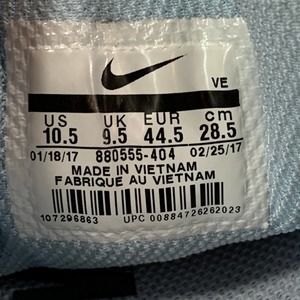 VE
US UK EUR cm
10.5 9.5 44.5 28.5
01/18/17 880555-404 02/25/17
MADE IN VIETNAM
FABRIQUE AU VIETNAM
107296863 UPC 00884726262023